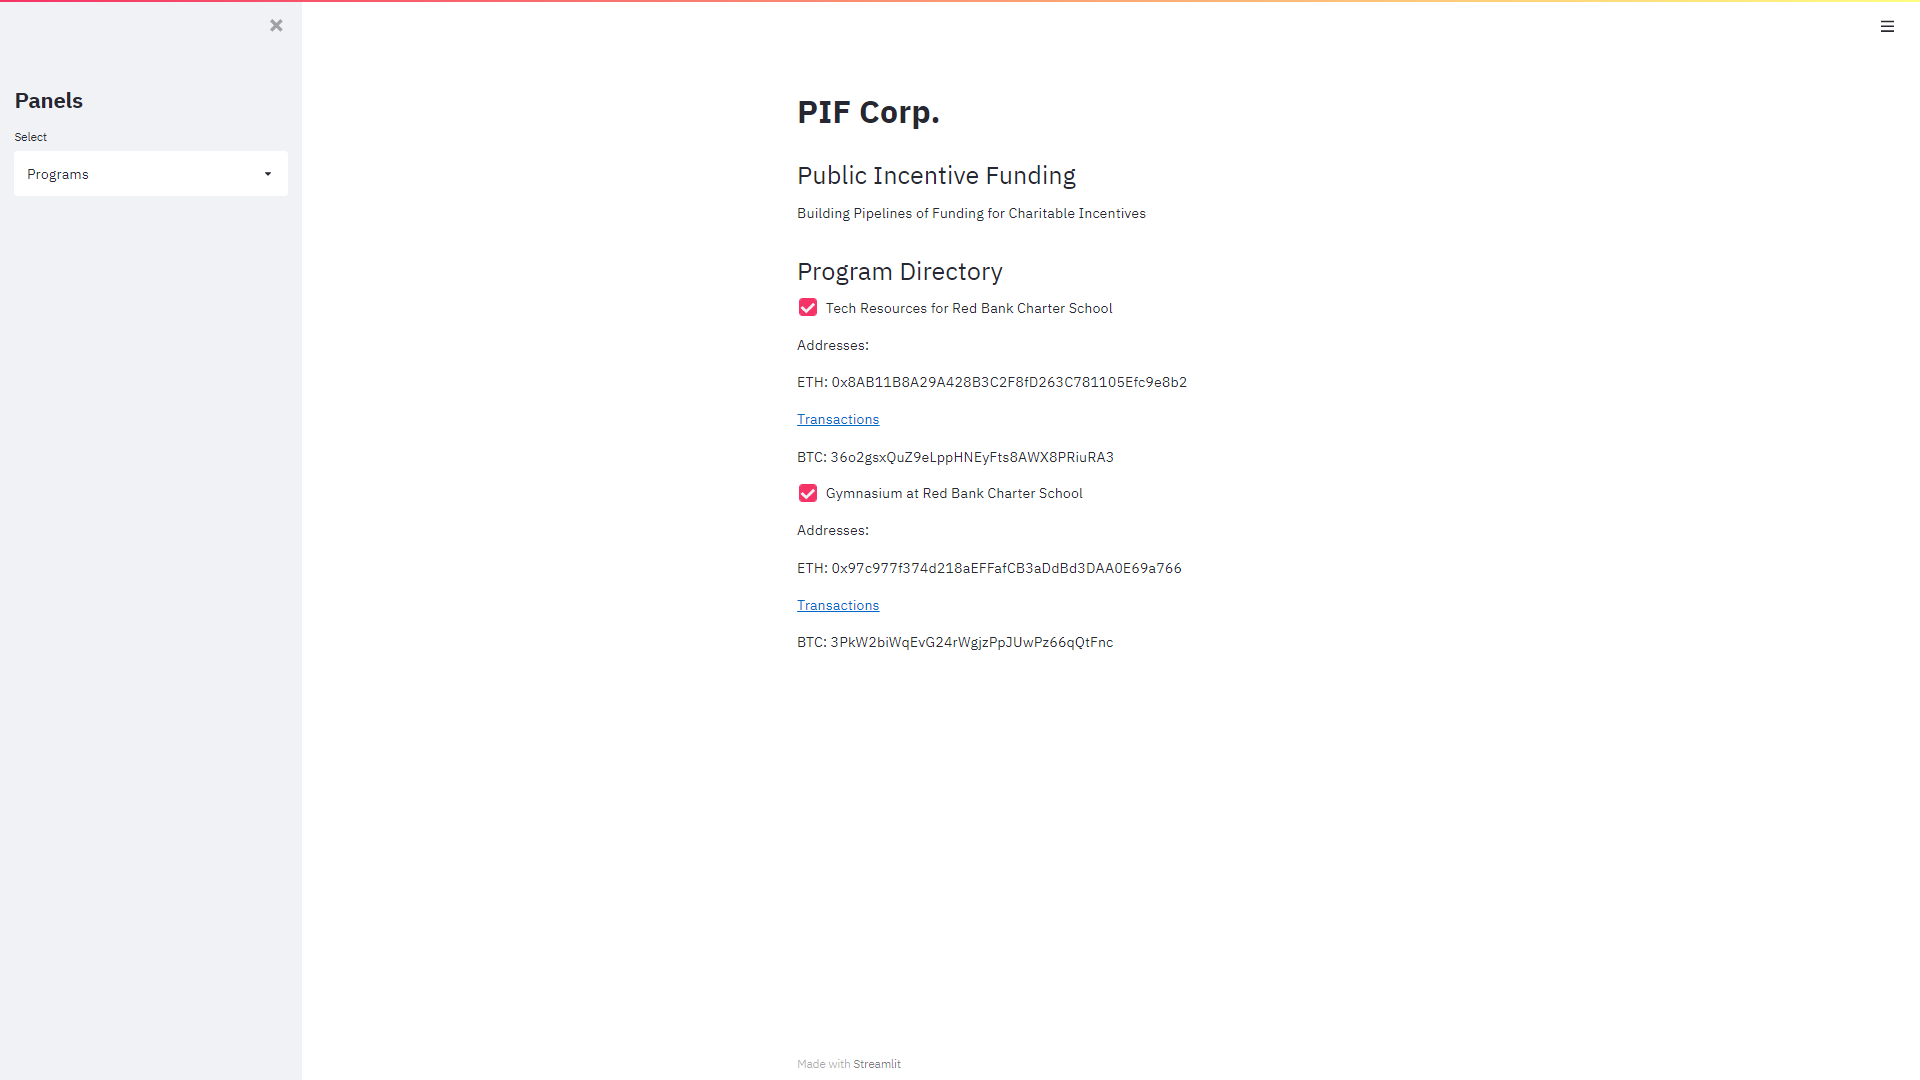 Panels
Select
Programs
PIF Corp.
Public Incentive Funding
Building Pipelines of Funding for Charitable Incentives
Program Directory
Tech Resources for Red Bank Charter School
Addresses:
ETH: 0x8AB11B8A29A428B3C2F8fD263C781105Efc9e8b2
Transactions
BTC: 36o2gsxQuZ9eLppHNEyFts8AWX8PRiuRA3
Gymnasium at Red Bank Charter School
Addresses:
ETH: 0x97c977f374d218aEFFafCB3aDdBd3DAA0E69a766
Transactions
BTC: 3PkW2biWqEvG24rWgjzPpJUwPz66qQtFnc
Made with Streamlit